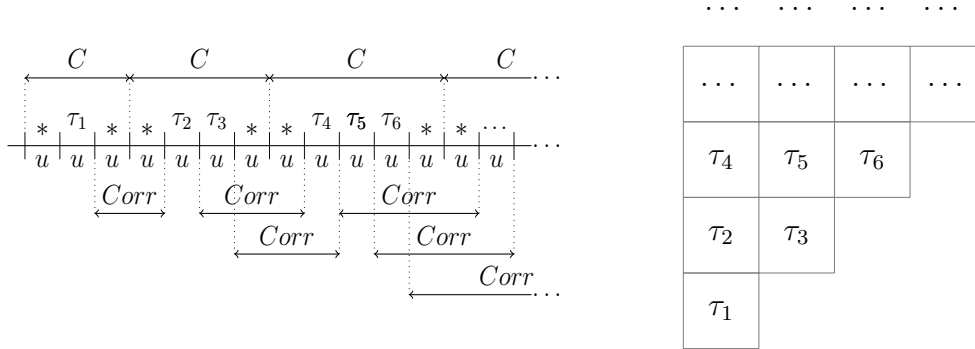 C C C C ...
* τ₁ * * τ₂ τ₃ * * τ₄ τ₅ τ₆ * * ...
u u u u u u u u u u u u u u ...
Corr Corr Corr
Corr Corr
Corr ...
... ... ... ...
... ... ... ...
τ₄ τ₅ τ₆
τ₂ τ₃
τ₁